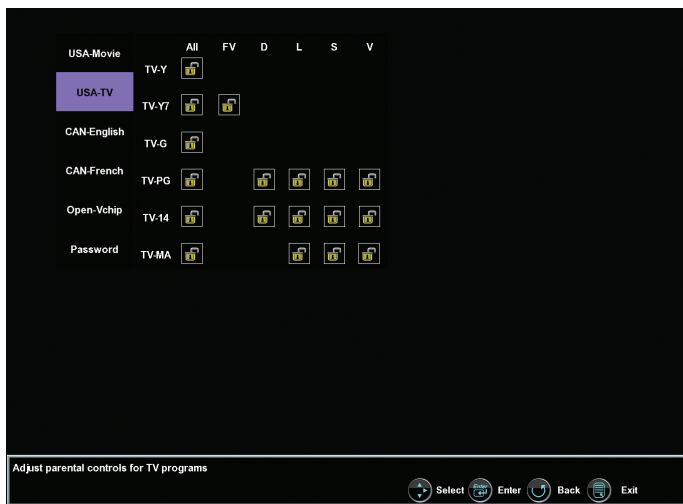 All FV D L S V
USA-Movie
TV-Y
USA-TV
TV-Y7
CAN-English
TV-G
CAN-French
TV-PG
Open-Vchip
TV-14
Password
TV-MA
Adjust parental controls for TV programs
Select Enter Enter Back Exit